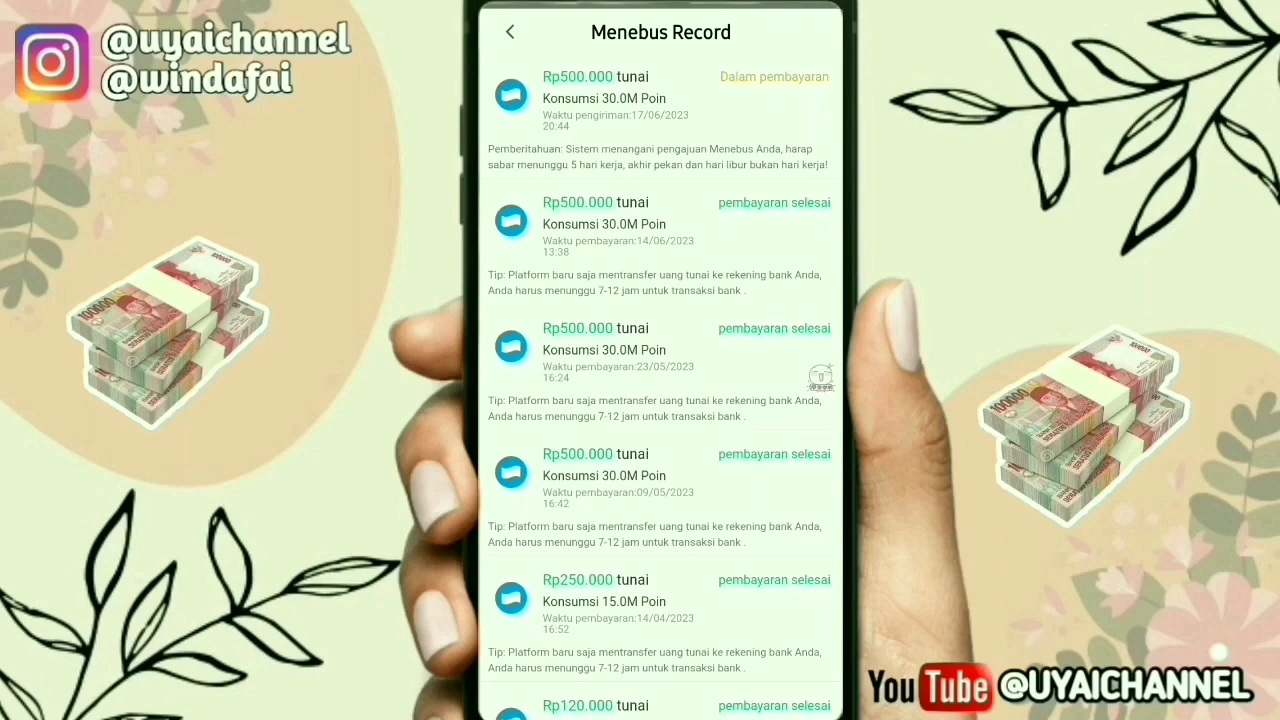 @uyaichannel
@windafai
Menebus Record
Rp500.000 tunai
Dalam pembayaran
Konsumsi 30.0M Poin
Waktu pengiriman:17/06/2023
20:44
Pemberitahuan: Sistem menangani pengajuan Menebus Anda, harap
sabar menunggu 5 hari kerja, akhir pekan dan hari libur bukan hari kerja!
Rp500.000 tunai
pembayaran selesai
Konsumsi 30.0M Poin
Waktu pembayaran:14/06/2023
13:38
Tip: Platform baru saja mentransfer uang tunai ke rekening bank Anda,
Anda harus menunggu 7-12 jam untuk transaksi bank .
Rp500.000 tunai
pembayaran selesai
Konsumsi 30.0M Poin
Waktu pembayaran:23/05/2023
16:24
Tip: Platform baru saja mentransfer uang tunai ke rekening bank Anda,
Anda harus menunggu 7-12 jam untuk transaksi bank .
Rp500.000 tunai
pembayaran selesai
Konsumsi 30.0M Poin
Waktu pembayaran:09/05/2023
16:42
Tip: Platform baru saja mentransfer uang tunai ke rekening bank Anda,
Anda harus menunggu 7-12 jam untuk transaksi bank .
Rp250.000 tunai
pembayaran selesai
Konsumsi 15.0M Poin
Waktu pembayaran:14/04/2023
16:52
Tip: Platform baru saja mentransfer uang tunai ke rekening bank Anda,
Anda harus menunggu 7-12 jam untuk transaksi bank .
Rp120.000 tunai
pembayaran selesai
100000
100000
100000
100000
YouTube @UYAICHANNEL